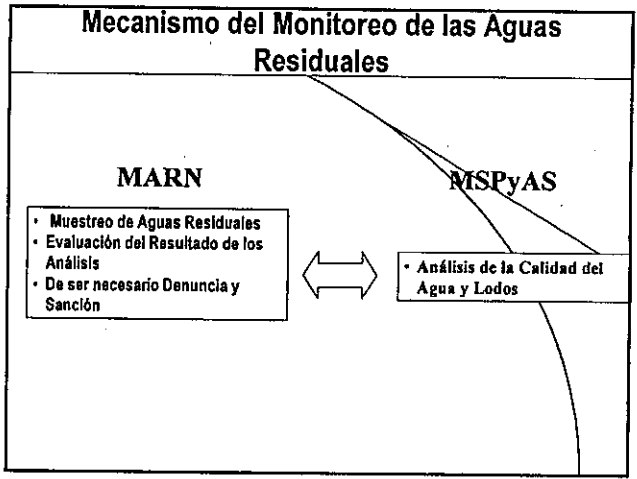 Mecanismo del Monitoreo de las Aguas
Residuales
MARN
• Muestreo de Aguas Residuales
• Evaluación del Resultado de los
Análisis
• De ser necesario Denuncia y
Sanción
MSPyAS
• Análisis de la Calidad del
Agua y Lodos